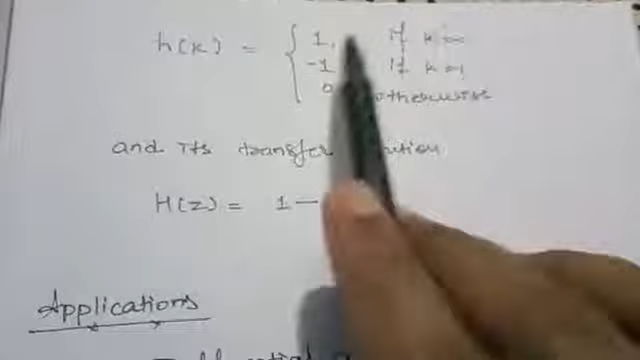 h(k) = { 1, if k=0
-1 if k=1
0 otherwise
and its transfer
H(z) = 1 -
Applications